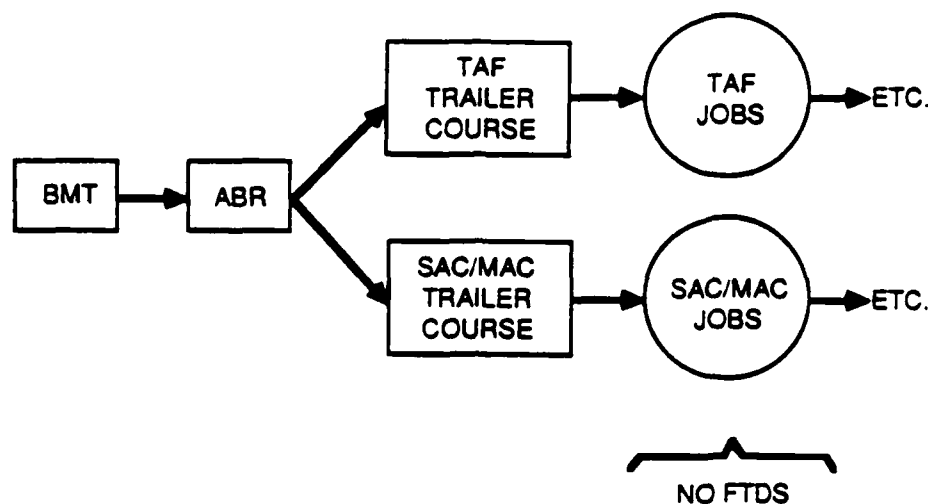 BMT
ABR
TAF
TRAILER
COURSE
TAF
JOBS
ETC.
SAC/MAC
TRAILER
COURSE
SAC/MAC
JOBS
ETC.
NO FTDS